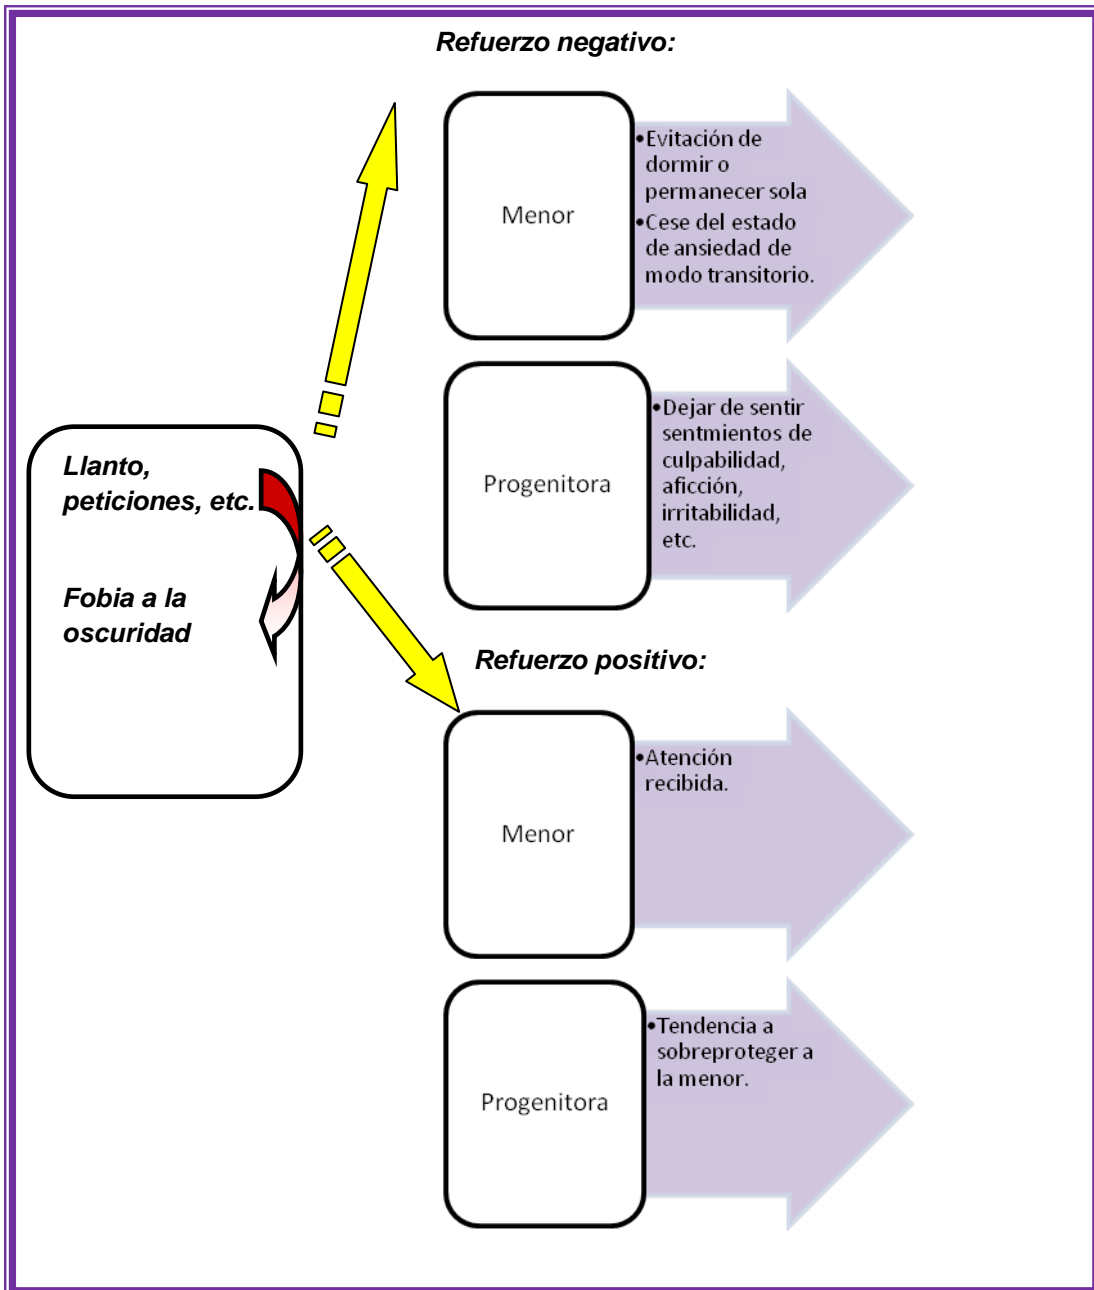 Refuerzo negativo:
Menor
•Evitación de
dormir o
permanecer sola
•Cese del estado
de ansiedad de
modo transitorio.
Progenitora
•Dejar de sentir
sentmientos de
culpabilidad,
aficción,
irritabilidad,
etc.
Llanto,
peticiones, etc.
Fobia a la
oscuridad
Refuerzo positivo:
Menor
•Atención
recibida.
Progenitora
•Tendencia a
sobreproteger a
la menor.